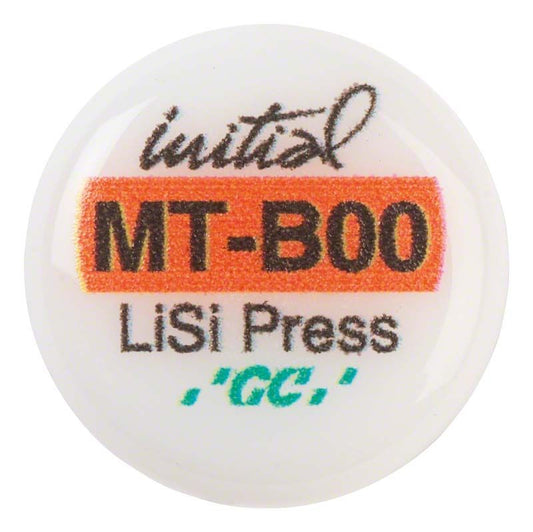 initial
MT-B00
LiSi Press
GC